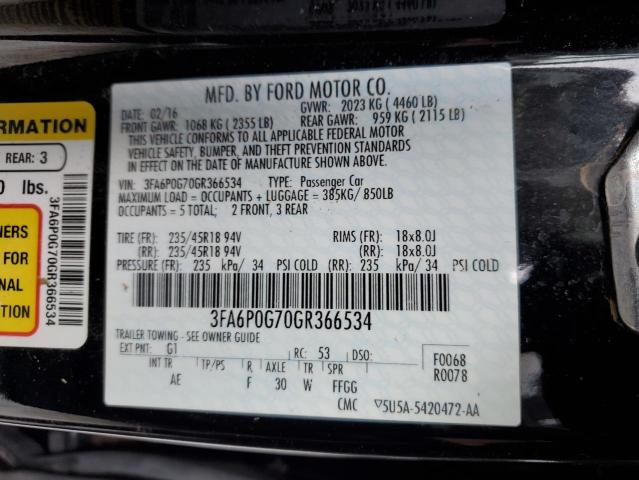 MFD. BY FORD MOTOR CO.
DATE: 02/16 GVWR: 2023 KG ( 4460 LB)
FRONT GAWR: 1068 KG ( 2355 LB) REAR GAWR: 959 KG ( 2115 LB)
THIS VEHICLE CONFORMS TO ALL APPLICABLE FEDERAL MOTOR
VEHICLE SAFETY, BUMPER, AND THEFT PREVENTION STANDARDS
IN EFFECT ON THE DATE OF MANUFACTURE SHOWN ABOVE.
VIN: 3FA6P0G70GR366534 TYPE: Passenger Car
MAXIMUM LOAD = OCCUPANTS + LUGGAGE = 385KG/ 850LB
OCCUPANTS = 5 TOTAL; 2 FRONT, 3 REAR
TIRE (FR): 235/45R18 94V RIMS (FR): 18x8.0J
(RR): 235/45R18 94V (RR): 18x8.0J
PRESSURE (FR): 235 kPa/ 34 PSI COLD (RR): 235 kPa/ 34 PSI COLD
3FA6P0G70GR366534
TRAILER TOWING - SEE OWNER GUIDE
EXT PNT: G1 RC: 53 DSO:
F0068
R0078
INT TR TP/PS R AXLE TR SPR
AE F 30 W FFGG
CMC ▽5U5A-5420472-AA
ORMATION
REAR: 3
0 lbs.
NERS
FOR
NAL
TION
3FA6P0G70GR366534